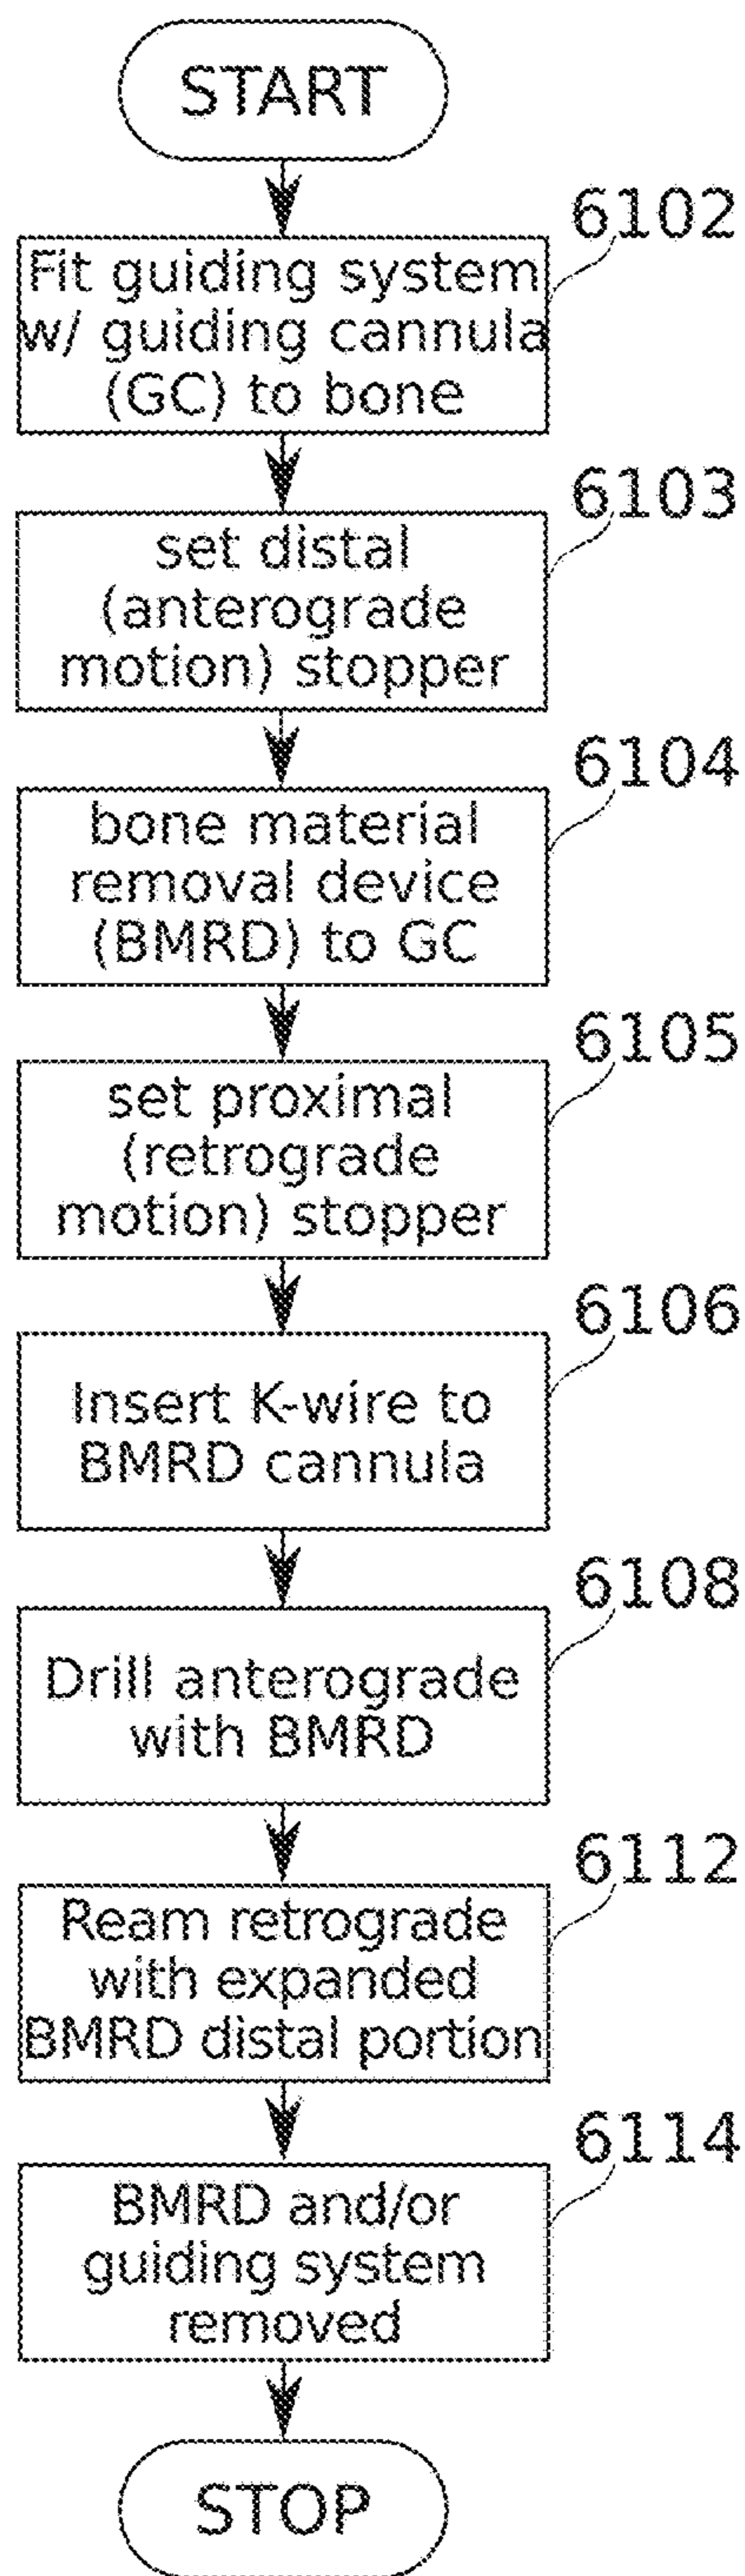 START
6102
Fit guiding system
w/ guiding cannula
(GC) to bone
6103
set distal
(anterograde
motion) stopper
6104
bone material
removal device
(BMRD) to GC
6105
set proximal
(retrograde
motion) stopper
6106
Insert K-wire to
BMRD cannula
6108
Drill anterograde
with BMRD
6112
Ream retrograde
with expanded
BMRD distal portion
6114
BMRD and/or
guiding system
removed
STOP